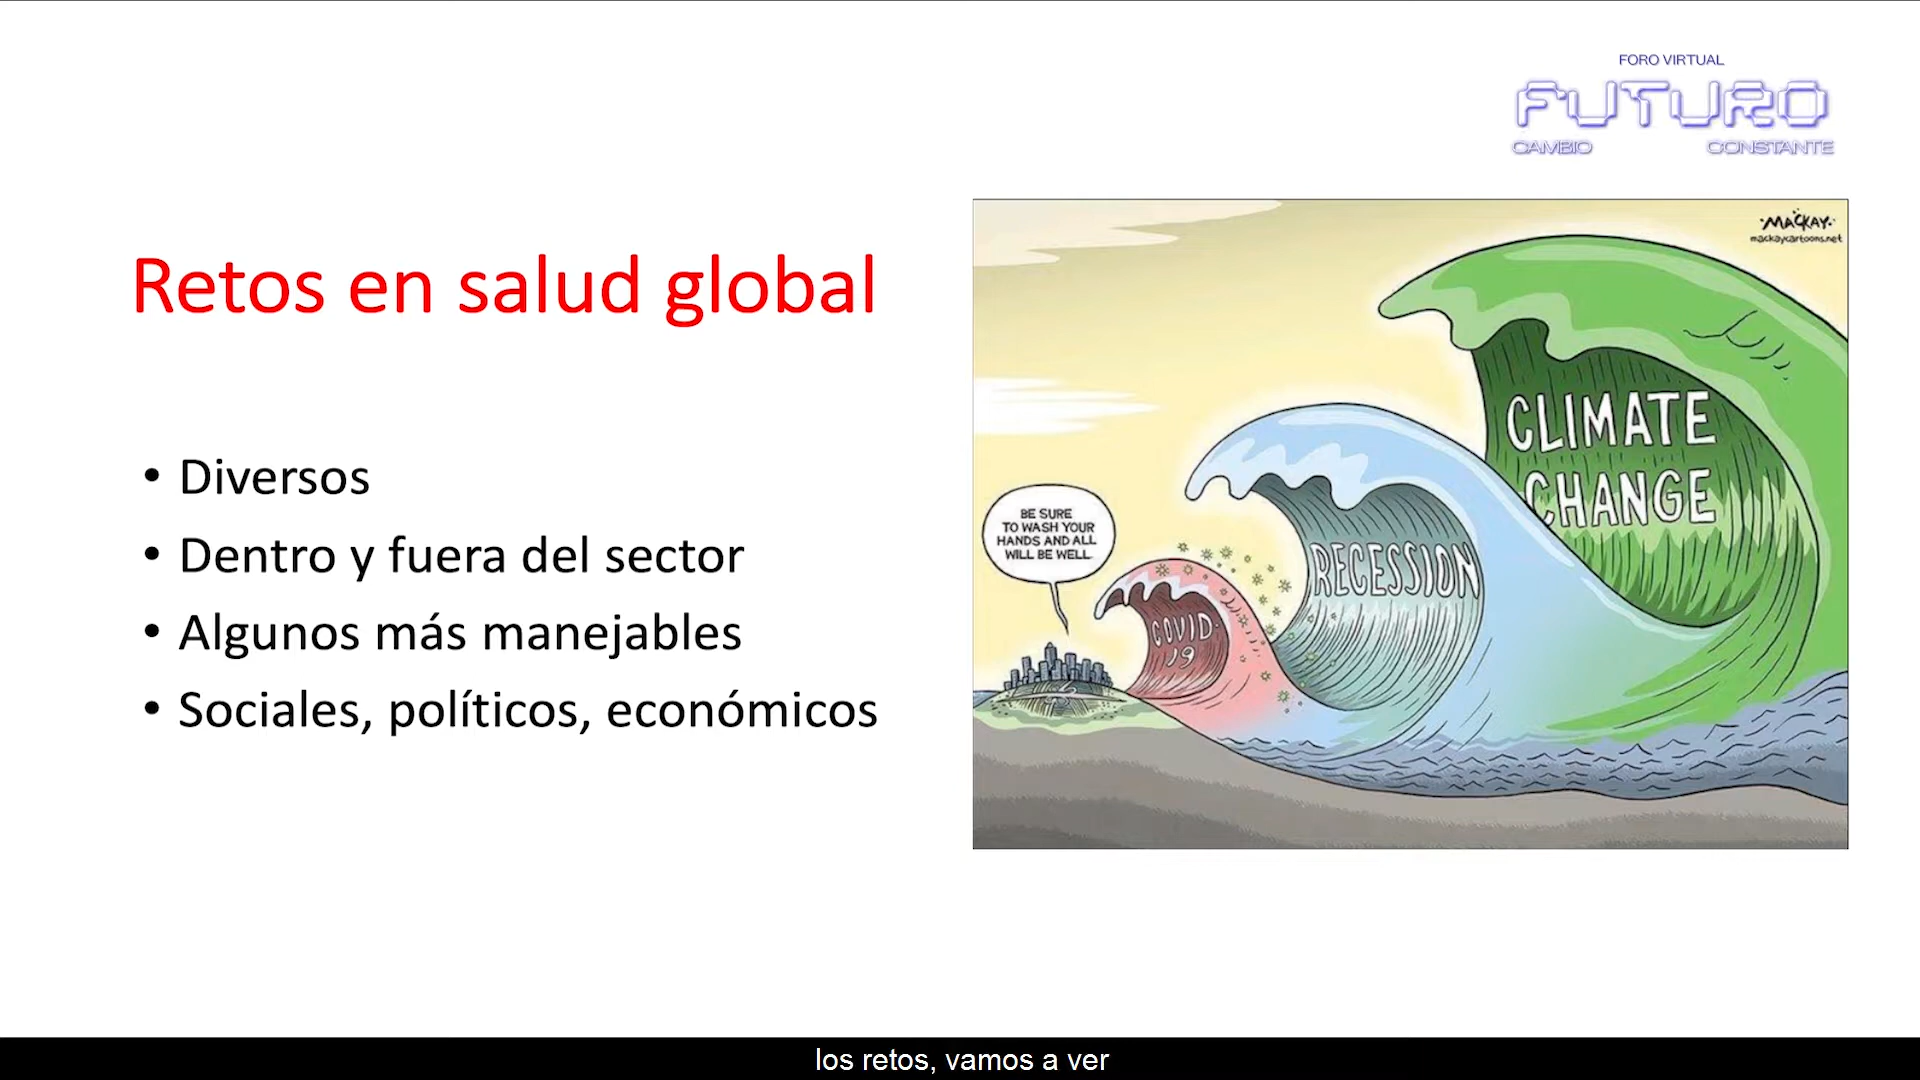 FORO VIRTUAL
FUTURO
CAMBIO CONSTANTE
Retos en salud global
• Diversos
• Dentro y fuera del sector
• Algunos más manejables
• Sociales, políticos, económicos
·MACKAY·
mackaycartoons.net
CLIMATE
CHANGE
RECESSION
BE SURE
TO WASH YOUR
HANDS AND ALL
WILL BE WELL.
COVID-
19
los retos, vamos a ver